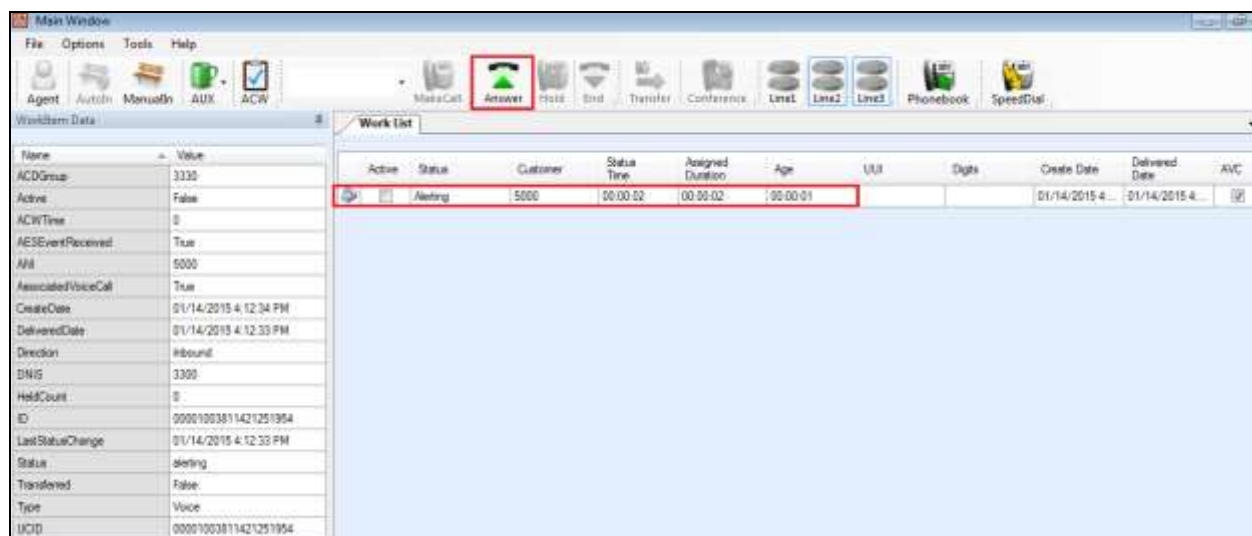 Main Window
File Options Tools Help
Agent AutoIn ManualIn AUX ACW MakeCall Answer Hold End Transfer Conference Line1 Line2 Line3 Phonebook SpeedDial
WorkItem Data
Work List
Name Value
Active Status Customer Status Time Assigned Duration Age UUI Digits Create Date Delivered Date AVC
Alerting 5000 00:00:02 00:00:02 00:00:01 01/14/2015 4... 01/14/2015 4...
ACDGroup 3330
Active False
ACWTime 0
AESEventReceived True
ANI 5000
AssociatedVoiceCall True
CreateDate 01/14/2015 4:12:34 PM
DeliveredDate 01/14/2015 4:12:33 PM
Direction Inbound
DNIS 3300
HeldCount 0
ID 00001003811421251954
LastStatusChange 01/14/2015 4:12:33 PM
Status alerting
Transferred False
Type Voice
UCID 00001003811421251954